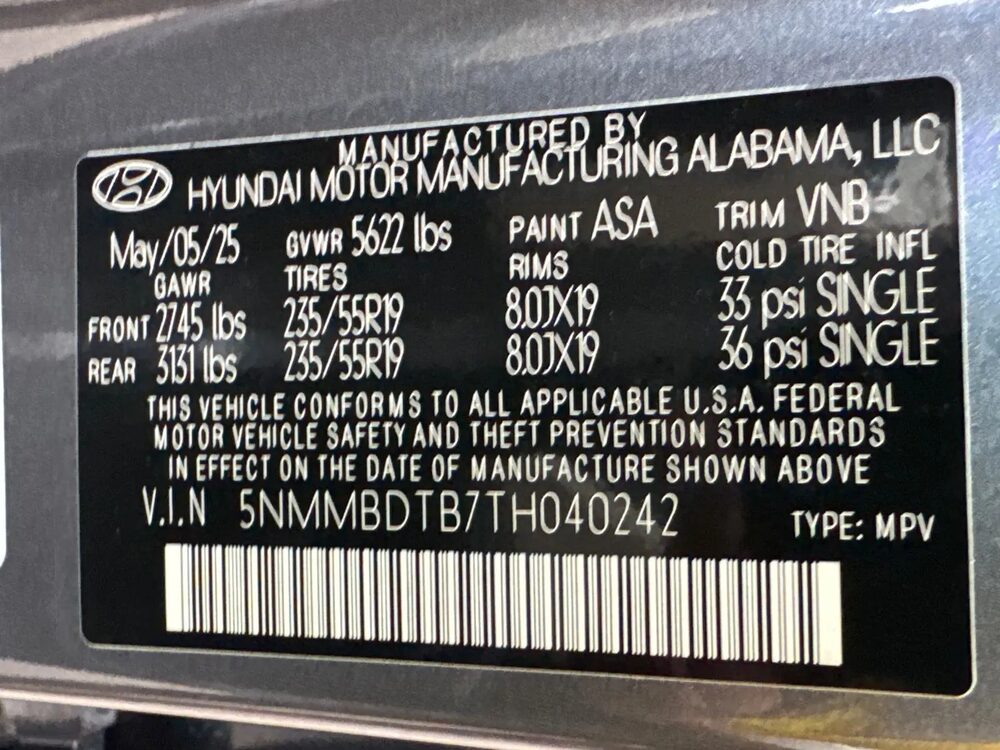 MANUFACTURED BY
HYUNDAI MOTOR MANUFACTURING ALABAMA, LLC
May/05/25 GVWR 5622 lbs PAINT ASA TRIM VNB
GAWR TIRES RIMS COLD TIRE INFL
FRONT 2745 lbs 235/55R19 8.0JX19 33 psi SINGLE
REAR 3131 lbs 235/55R19 8.0JX19 36 psi SINGLE
THIS VEHICLE CONFORMS TO ALL APPLICABLE U.S.A. FEDERAL
MOTOR VEHICLE SAFETY AND THEFT PREVENTION STANDARDS
IN EFFECT ON THE DATE OF MANUFACTURE SHOWN ABOVE
V.I.N 5NMMBDTB7TH040242 TYPE: MPV